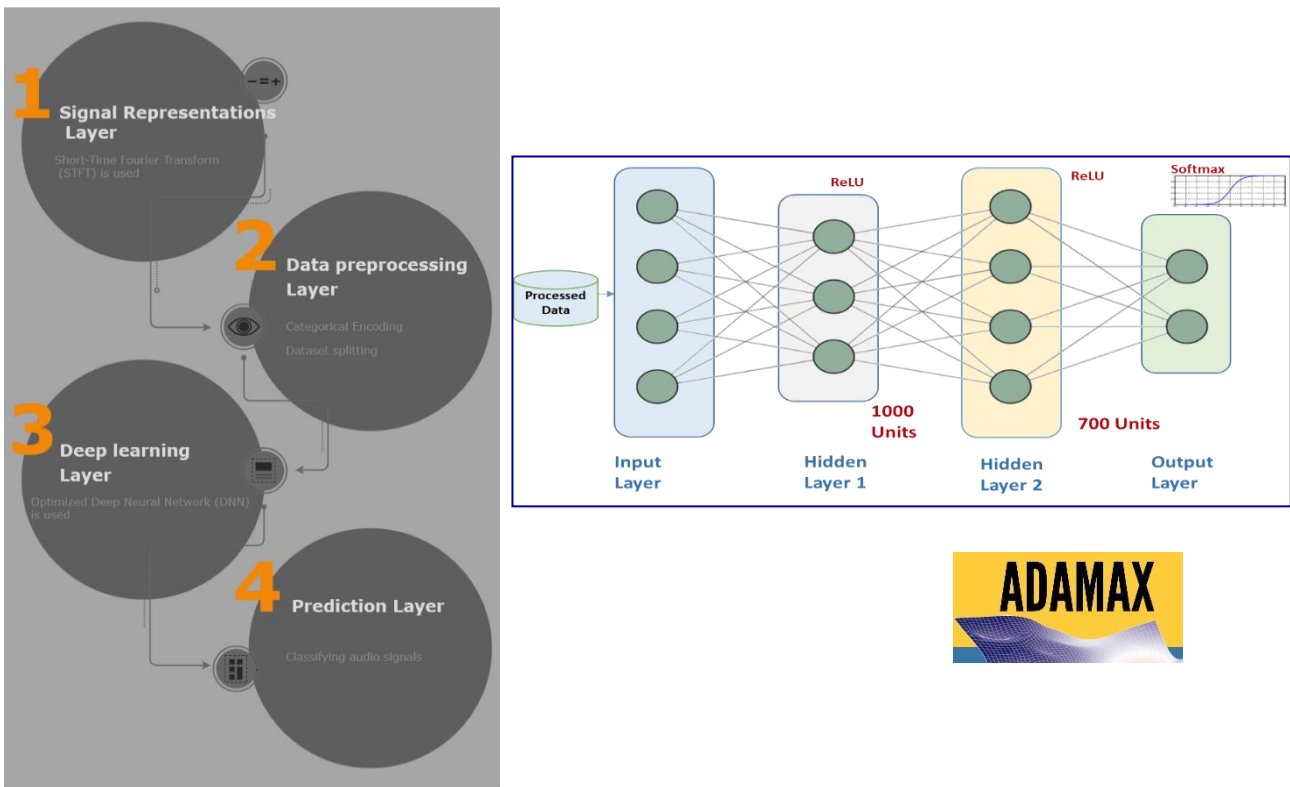 1
Signal Representations
Layer
Short-Time Fourier Transform
(STFT) is used
2
Data preprocessing
Layer
Categorical Encoding
Dataset splitting
3
Deep learning
Layer
Optimized Deep Neural Network (DNN)
is used
4
Prediction Layer
Classifying audio signals
Processed
Data
ReLU
ReLU
Softmax
1000
Units
700 Units
Input
Layer
Hidden
Layer 1
Hidden
Layer 2
Output
Layer
ADAMAX